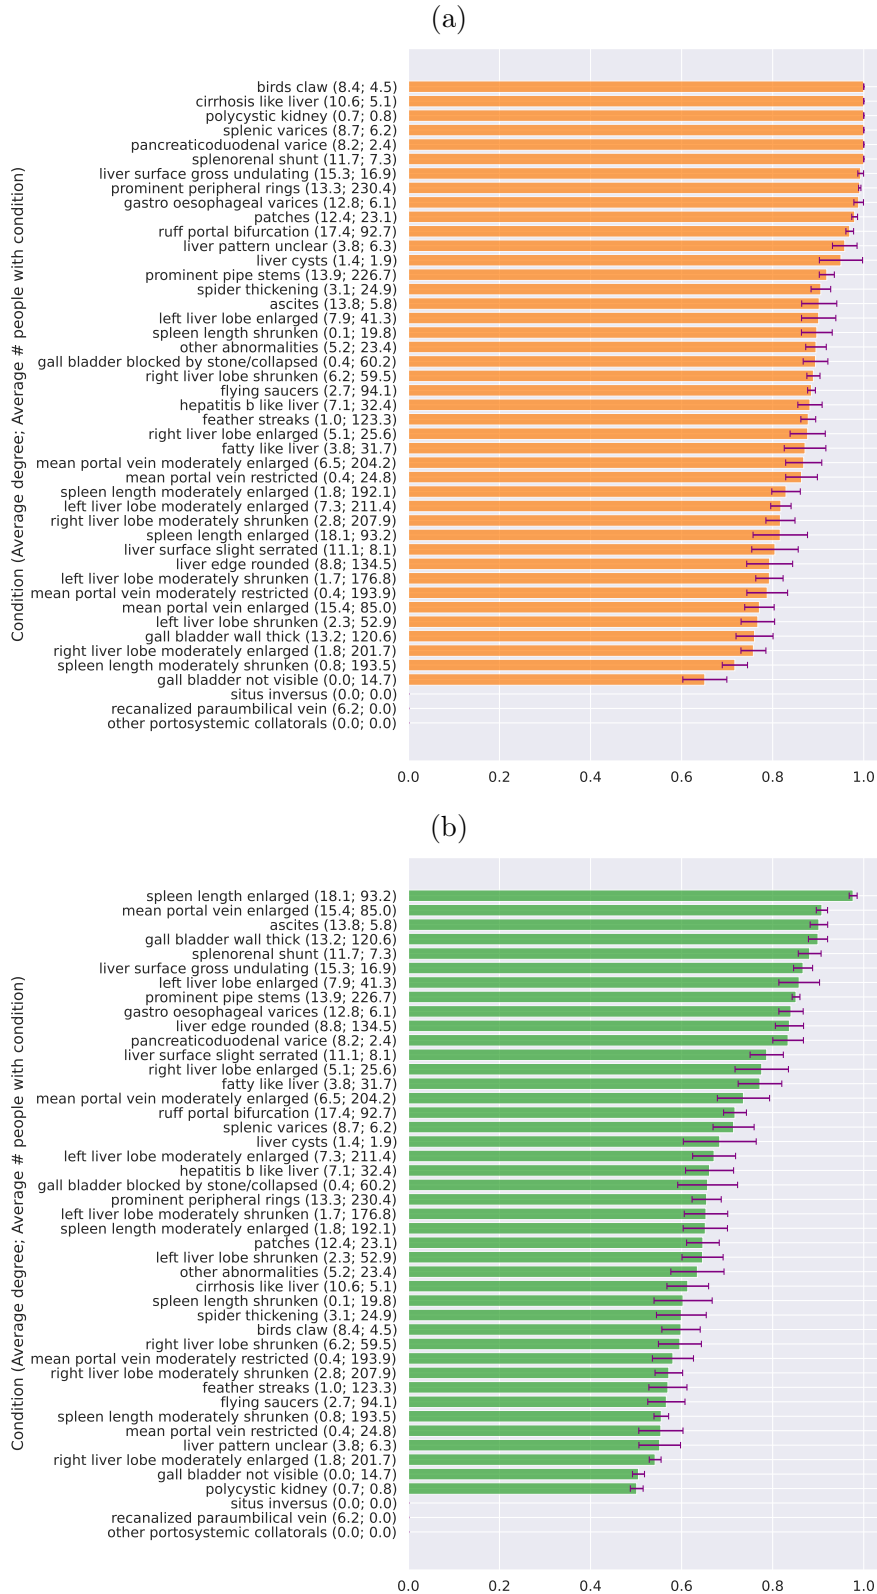 (a)
birds claw (8.4; 4.5)
cirrhosis like liver (10.6; 5.1)
polycystic kidney (0.7; 0.8)
splenic varices (8.7; 6.2)
pancreaticoduodenal varice (8.2; 2.4)
splenorenal shunt (11.7; 7.3)
liver surface gross undulating (15.3; 16.9)
prominent peripheral rings (13.3; 230.4)
gastro oesophageal varices (12.8; 6.1)
patches (12.4; 23.1)
ruff portal bifurcation (17.4; 92.7)
liver pattern unclear (3.8; 6.3)
liver cysts (1.4; 1.9)
prominent pipe stems (13.9; 226.7)
spider thickening (3.1; 24.9)
ascites (13.8; 5.8)
left liver lobe enlarged (7.9; 41.3)
spleen length shrunken (0.1; 19.8)
other abnormalities (5.2; 23.4)
gall bladder blocked by stone/collapsed (0.4; 60.2)
right liver lobe shrunken (6.2; 59.5)
flying saucers (2.7; 94.1)
hepatitis b like liver (7.1; 32.4)
feather streaks (1.0; 123.3)
right liver lobe enlarged (5.1; 25.6)
fatty like liver (3.8; 31.7)
mean portal vein moderately enlarged (6.5; 204.2)
mean portal vein restricted (0.4; 24.8)
spleen length moderately enlarged (1.8; 192.1)
left liver lobe moderately enlarged (7.3; 211.4)
right liver lobe moderately shrunken (2.8; 207.9)
spleen length enlarged (18.1; 93.2)
liver surface slight serrated (11.1; 8.1)
liver edge rounded (8.8; 134.5)
left liver lobe moderately shrunken (1.7; 176.8)
mean portal vein moderately restricted (0.4; 193.9)
mean portal vein enlarged (15.4; 85.0)
left liver lobe shrunken (2.3; 52.9)
gall bladder wall thick (13.2; 120.6)
right liver lobe moderately enlarged (1.8; 201.7)
spleen length moderately shrunken (0.8; 193.5)
gall bladder not visible (0.0; 14.7)
situs inversus (0.0; 0.0)
recanalized paraumbilical vein (6.2; 0.0)
other portosystemic collatorals (0.0; 0.0)
Condition (Average degree; Average # people with condition)
0.0 0.2 0.4 0.6 0.8 1.0
(b)
spleen length enlarged (18.1; 93.2)
mean portal vein enlarged (15.4; 85.0)
ascites (13.8; 5.8)
gall bladder wall thick (13.2; 120.6)
splenorenal shunt (11.7; 7.3)
liver surface gross undulating (15.3; 16.9)
left liver lobe enlarged (7.9; 41.3)
prominent pipe stems (13.9; 226.7)
gastro oesophageal varices (12.8; 6.1)
liver edge rounded (8.8; 134.5)
pancreaticoduodenal varice (8.2; 2.4)
liver surface slight serrated (11.1; 8.1)
right liver lobe enlarged (5.1; 25.6)
fatty like liver (3.8; 31.7)
mean portal vein moderately enlarged (6.5; 204.2)
ruff portal bifurcation (17.4; 92.7)
splenic varices (8.7; 6.2)
liver cysts (1.4; 1.9)
left liver lobe moderately enlarged (7.3; 211.4)
hepatitis b like liver (7.1; 32.4)
gall bladder blocked by stone/collapsed (0.4; 60.2)
prominent peripheral rings (13.3; 230.4)
left liver lobe moderately shrunken (1.7; 176.8)
spleen length moderately enlarged (1.8; 192.1)
patches (12.4; 23.1)
left liver lobe shrunken (2.3; 52.9)
other abnormalities (5.2; 23.4)
cirrhosis like liver (10.6; 5.1)
spleen length shrunken (0.1; 19.8)
spider thickening (3.1; 24.9)
birds claw (8.4; 4.5)
right liver lobe shrunken (6.2; 59.5)
mean portal vein moderately restricted (0.4; 193.9)
right liver lobe moderately shrunken (2.8; 207.9)
feather streaks (1.0; 123.3)
flying saucers (2.7; 94.1)
spleen length moderately shrunken (0.8; 193.5)
mean portal vein restricted (0.4; 24.8)
liver pattern unclear (3.8; 6.3)
right liver lobe moderately enlarged (1.8; 201.7)
gall bladder not visible (0.0; 14.7)
polycystic kidney (0.7; 0.8)
situs inversus (0.0; 0.0)
recanalized paraumbilical vein (6.2; 0.0)
other portosystemic collatorals (0.0; 0.0)
Condition (Average degree; Average # people with condition)
0.0 0.2 0.4 0.6 0.8 1.0